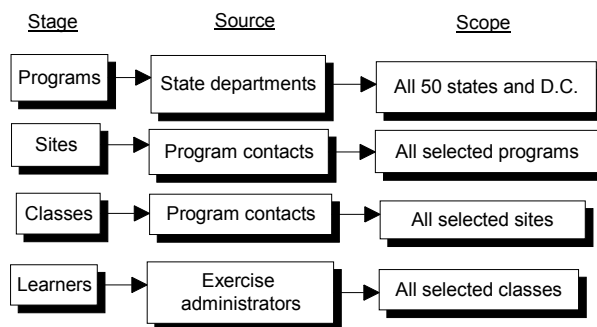 Stage Source Scope
Programs State departments All 50 states and D.C.
Sites Program contacts All selected programs
Classes Program contacts All selected sites
Learners Exercise administrators All selected classes